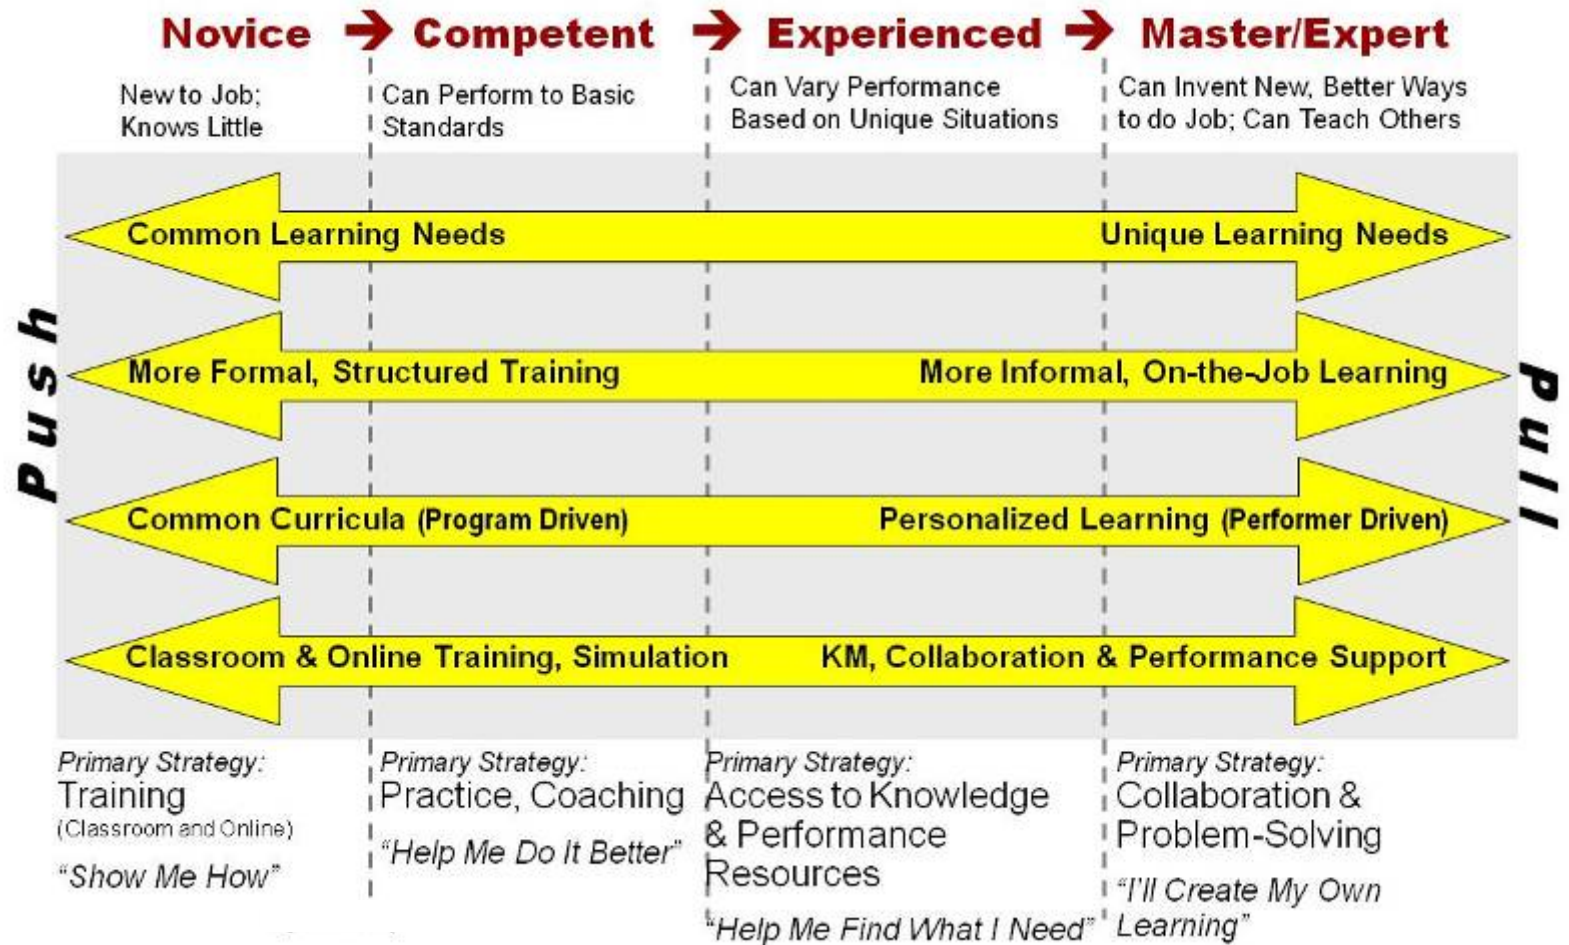 Novice → Competent → Experienced → Master/Expert
New to Job;
Knows Little
Can Perform to Basic
Standards
Can Vary Performance
Based on Unique Situations
Can Invent New, Better Ways
to do Job; Can Teach Others
Push
Common Learning Needs
Unique Learning Needs
More Formal, Structured Training
More Informal, On-the-Job Learning
Common Curricula (Program Driven)
Personalized Learning (Performer Driven)
Classroom & Online Training, Simulation
KM, Collaboration & Performance Support
Pull
Primary Strategy:
Training
(Classroom and Online)
“Show Me How”
Primary Strategy:
Practice, Coaching
“Help Me Do It Better”
Primary Strategy:
Access to Knowledge
& Performance
Resources
“Help Me Find What I Need”
Primary Strategy:
Collaboration &
Problem-Solving
“I’ll Create My Own
Learning”